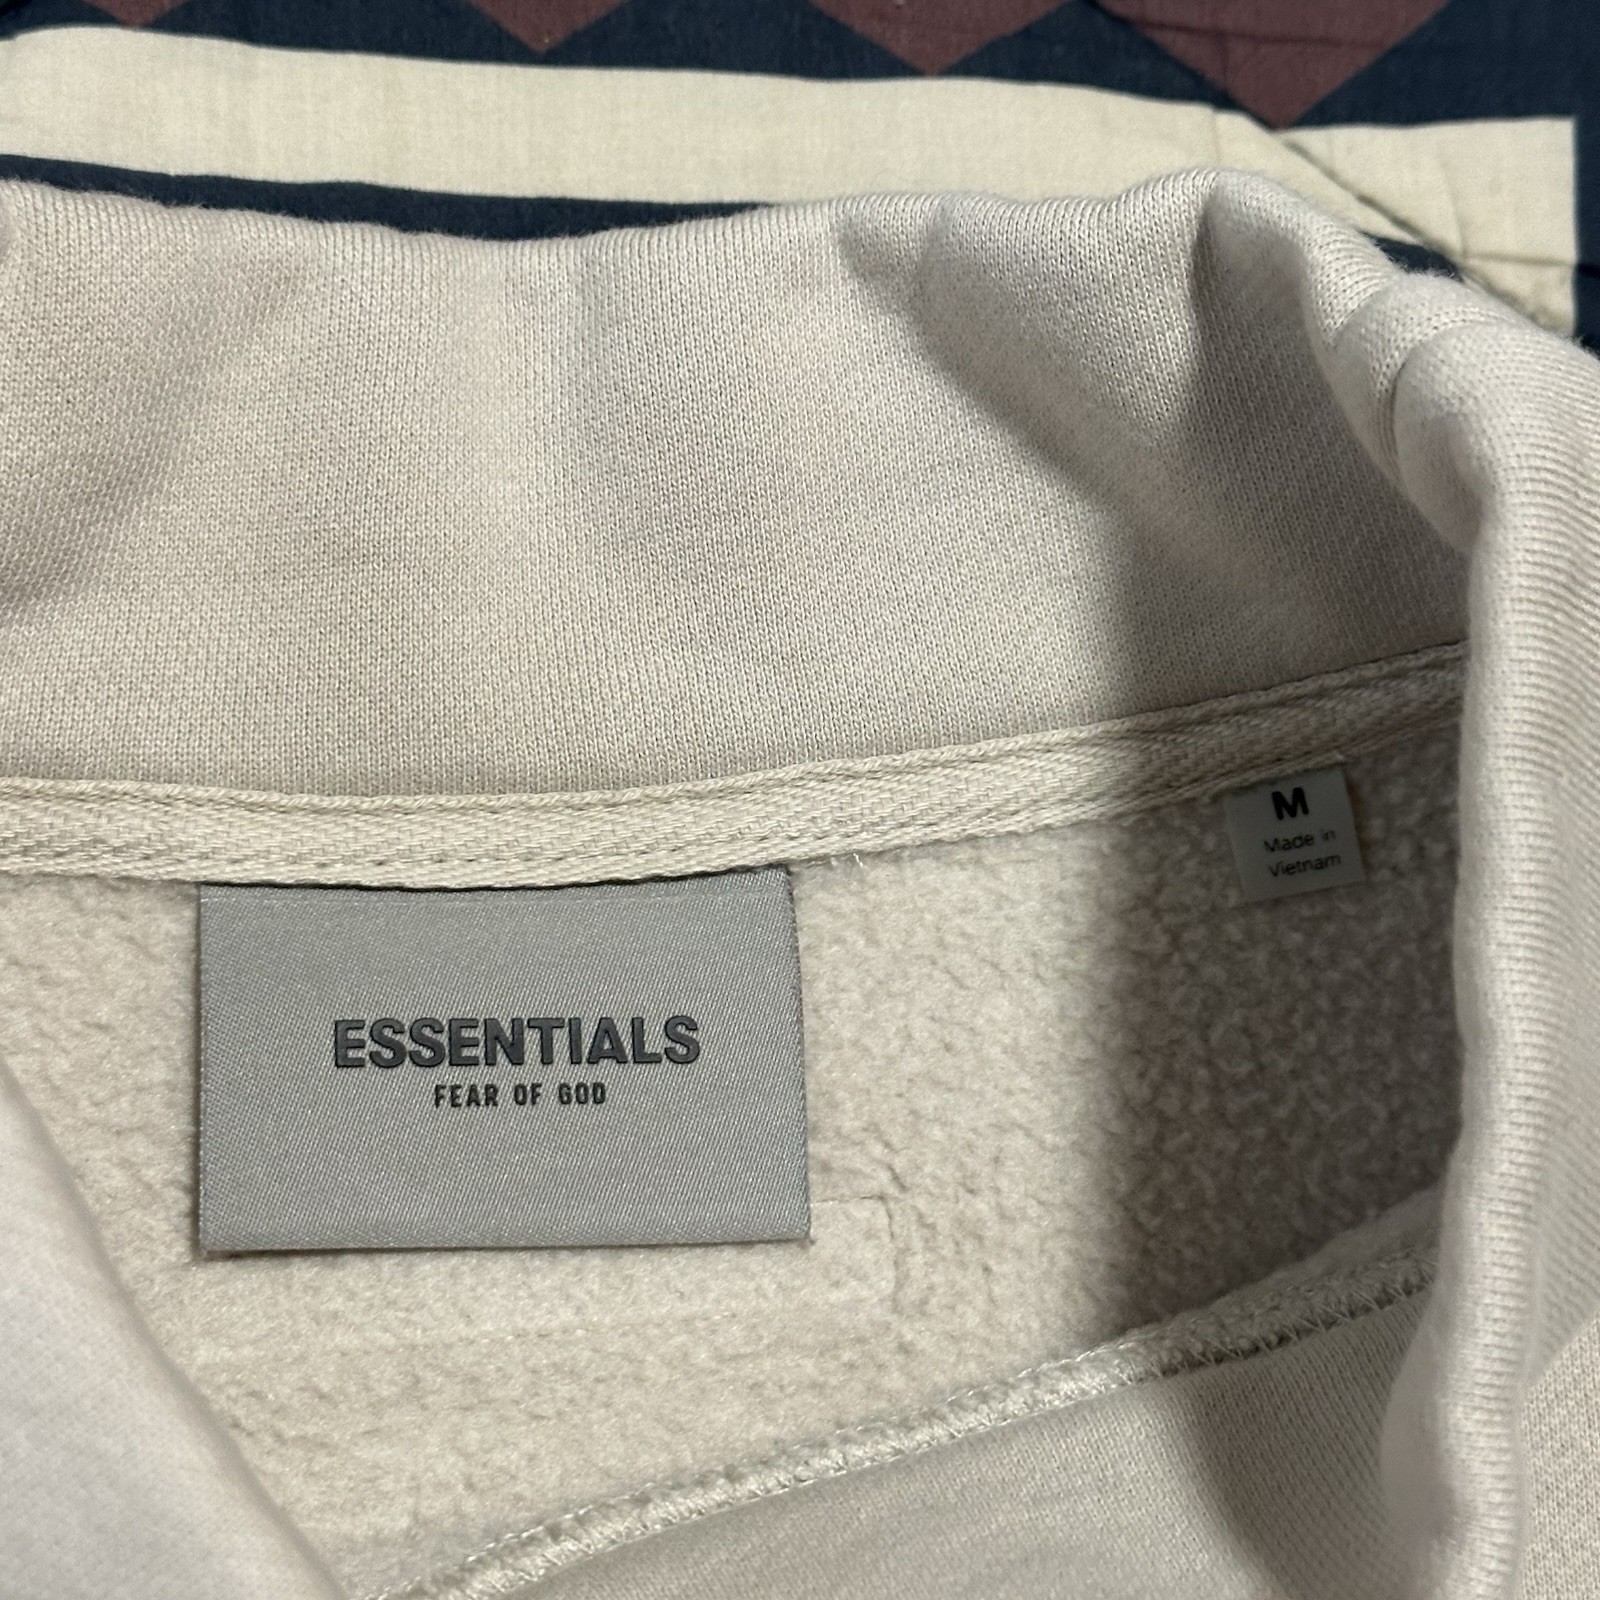 M
Made in
Vietnam
ESSENTIALS
FEAR OF GOD